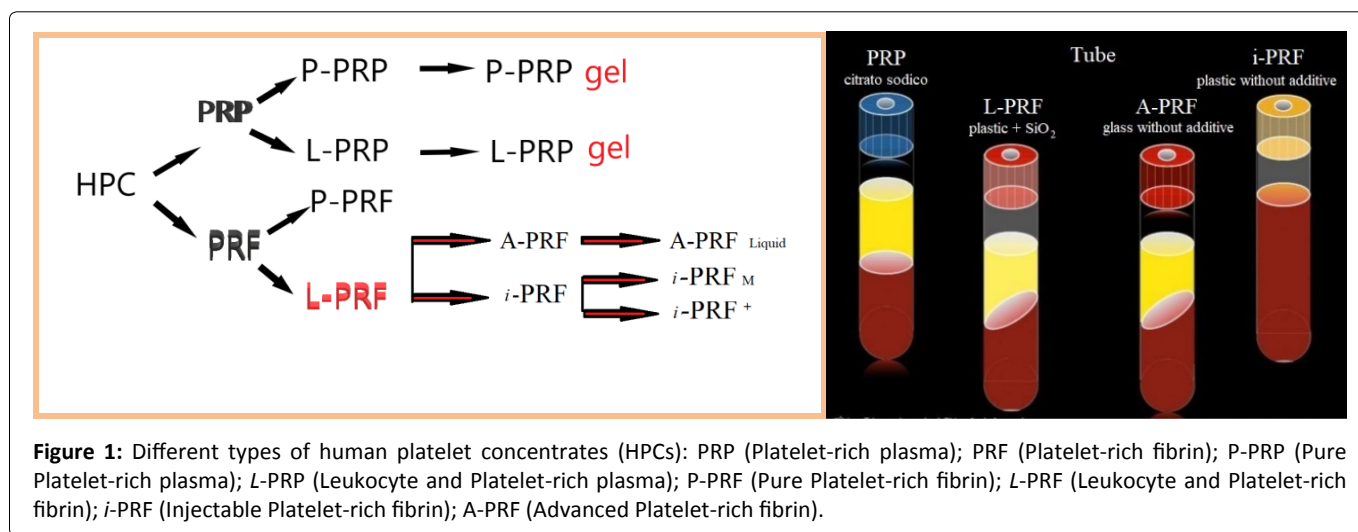 P-PRP P-PRP gel
PRP
L-PRP L-PRP gel
HPC
P-PRF
PRF
A-PRF A-PRF Liquid
L-PRF
i-PRF M
i-PRF
i-PRF +
PRP
citrato sodico
Tube
i-PRF
plastic without additive
L-PRF
plastic + SiO₂
A-PRF
glass without additive
Figure 1: Different types of human platelet concentrates (HPCs): PRP (Platelet-rich plasma); PRF (Platelet-rich fibrin); P-PRP (Pure
Platelet-rich plasma); L-PRP (Leukocyte and Platelet-rich plasma); P-PRF (Pure Platelet-rich fibrin); L-PRF (Leukocyte and Platelet-rich
fibrin); i-PRF (Injectable Platelet-rich fibrin); A-PRF (Advanced Platelet-rich fibrin).